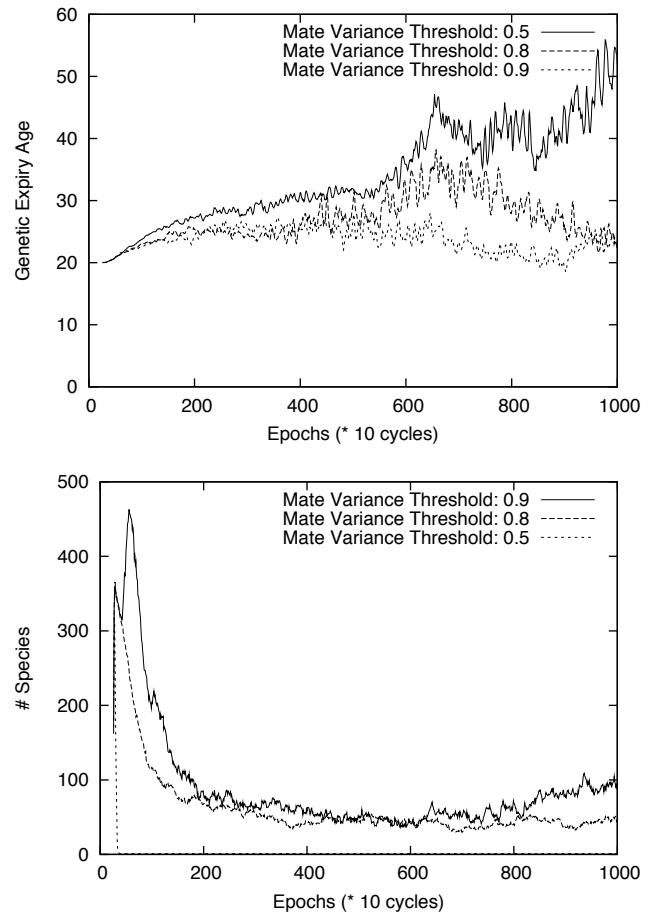 60
50
40
30
20
10
0
Genetic Expiry Age
Mate Variance Threshold: 0.5
Mate Variance Threshold: 0.8
Mate Variance Threshold: 0.9
0 200 400 600 800 1000
Epochs (* 10 cycles)
500
400
300
200
100
0
# Species
Mate Variance Threshold: 0.9
Mate Variance Threshold: 0.8
Mate Variance Threshold: 0.5
0 200 400 600 800 1000
Epochs (* 10 cycles)